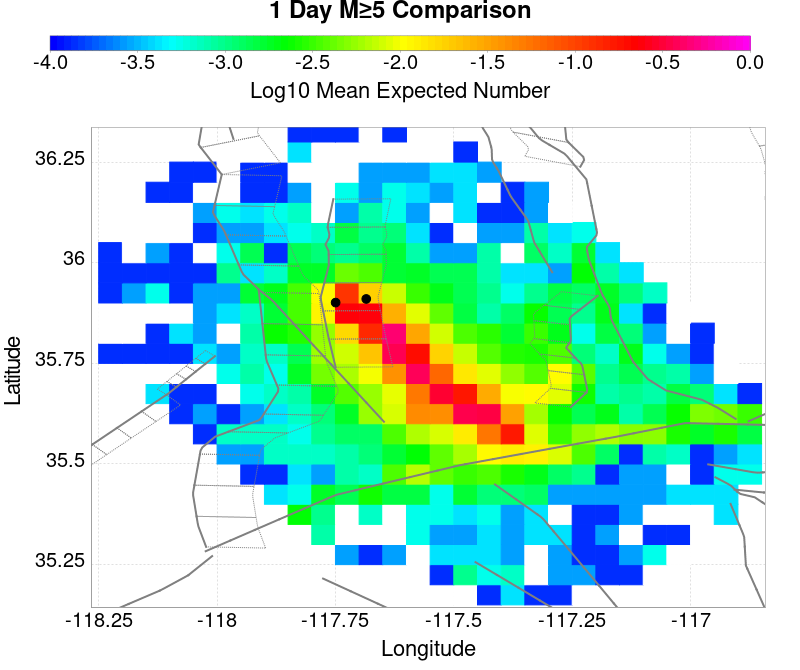 1 Day M≥5 Comparison
-4.0 -3.5 -3.0 -2.5 -2.0 -1.5 -1.0 -0.5 0.0
Log10 Mean Expected Number
36.25
36
35.75
35.5
35.25
Latitude
-118.25 -118 -117.75 -117.5 -117.25 -117
Longitude